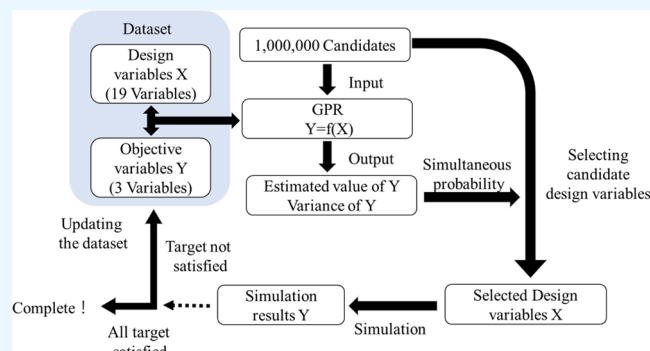 Dataset
Design
variables X
(19 Variables)
Objective
variables Y
(3 Variables)
1,000,000 Candidates
Input
GPR
Y=f(X)
Output
Estimated value of Y
Variance of Y
Simultaneous
probability
Selecting
candidate
design variables
Updating
the dataset
Target not
satisfied
Complete !
All target
satisfied
Simulation
results Y
Simulation
Selected Design
variables X